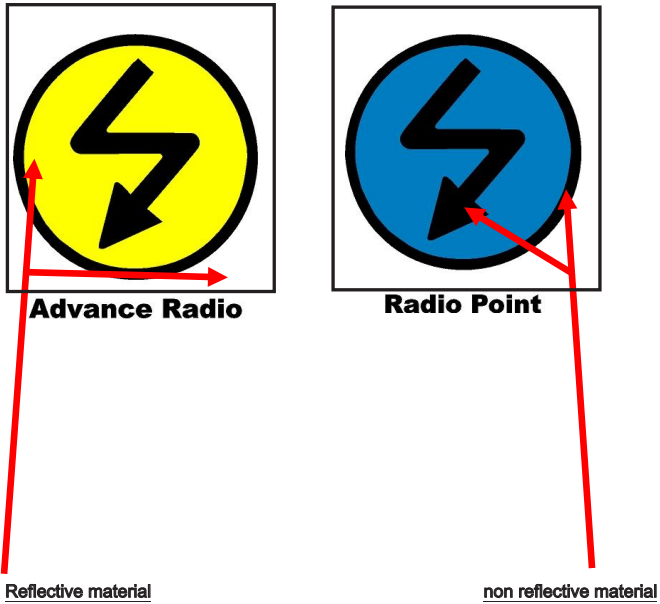 Advance Radio
Radio Point
Reflective material
non reflective material